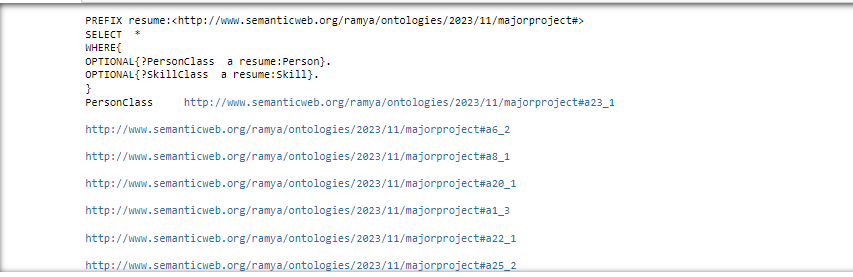 PREFIX resume:<http://www.semanticweb.org/ramya/ontologies/2023/11/majorproject#>
SELECT  *
WHERE{
OPTIONAL{?PersonClass  a resume:Person}.
OPTIONAL{?SkillClass  a resume:Skill}.
}
PersonClass     http://www.semanticweb.org/ramya/ontologies/2023/11/majorproject#a23_1
http://www.semanticweb.org/ramya/ontologies/2023/11/majorproject#a6_2
http://www.semanticweb.org/ramya/ontologies/2023/11/majorproject#a8_1
http://www.semanticweb.org/ramya/ontologies/2023/11/majorproject#a20_1
http://www.semanticweb.org/ramya/ontologies/2023/11/majorproject#a1_3
http://www.semanticweb.org/ramya/ontologies/2023/11/majorproject#a22_1
http://www.semanticweb.org/ramya/ontologies/2023/11/majorproject#a25_2